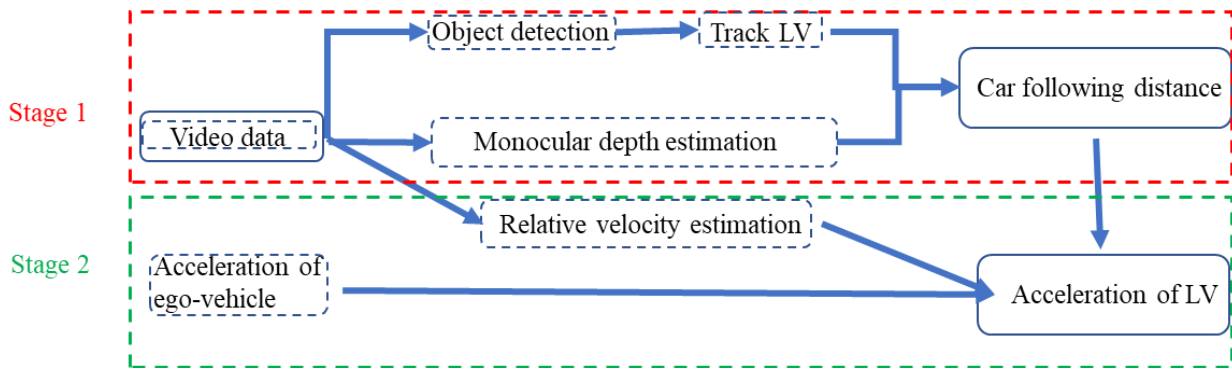 Object detection
Track LV
Stage 1
Car following distance
Video data
Monocular depth estimation
Relative velocity estimation
Stage 2
Acceleration of
ego-vehicle
Acceleration of LV